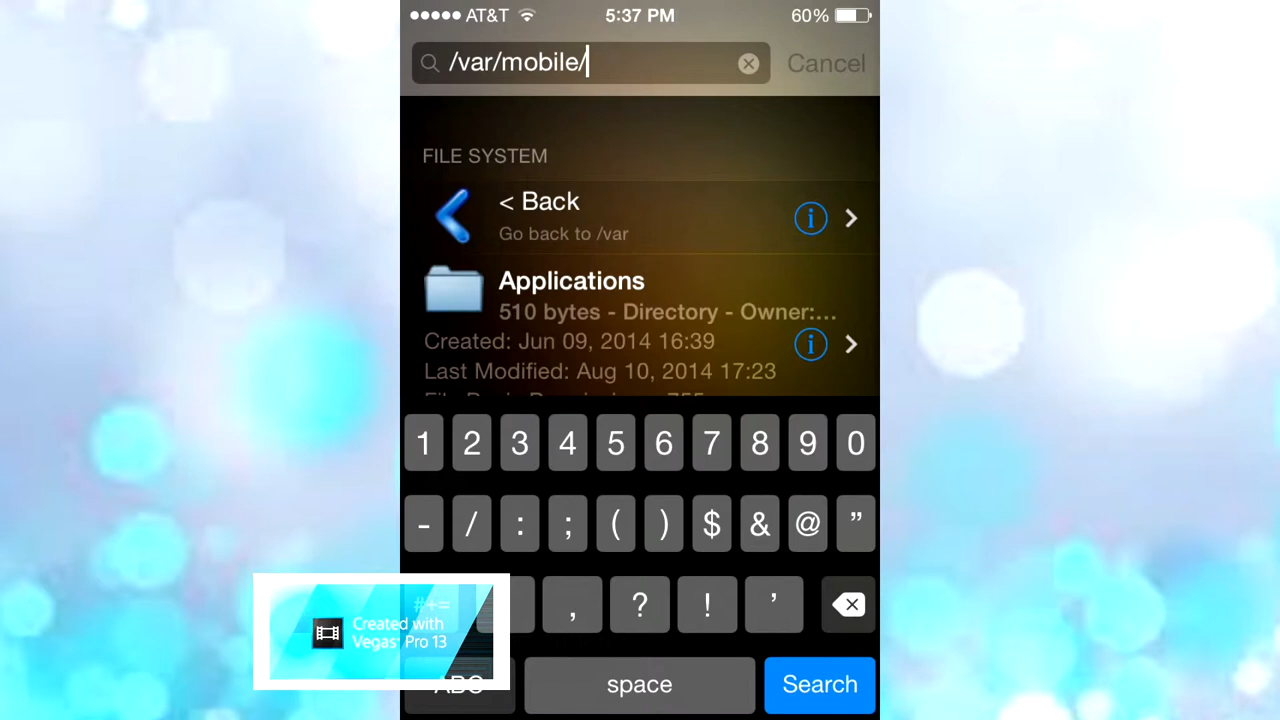 AT&T 5:37 PM 60%
/var/mobile/ Cancel
FILE SYSTEM
< Back
Go back to /var
Applications
510 bytes - Directory - Owner:...
Created: Jun 09, 2014 16:39
Last Modified: Aug 10, 2014 17:23
1 2 3 4 5 6 7 8 9 0
- / : ; ( ) $ & @ ”
#+= , ? ! ’
Created with
Vegas Pro 13
ABC space Search